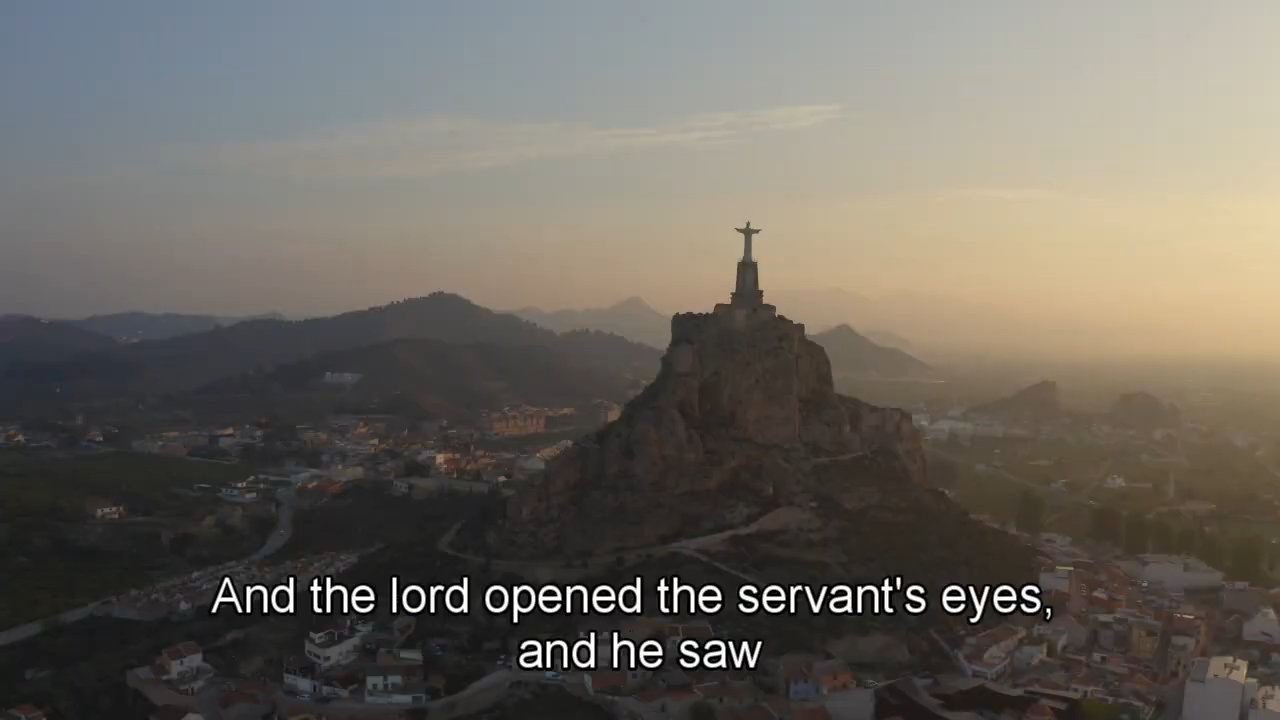 And the lord opened the servant's eyes,
and he saw